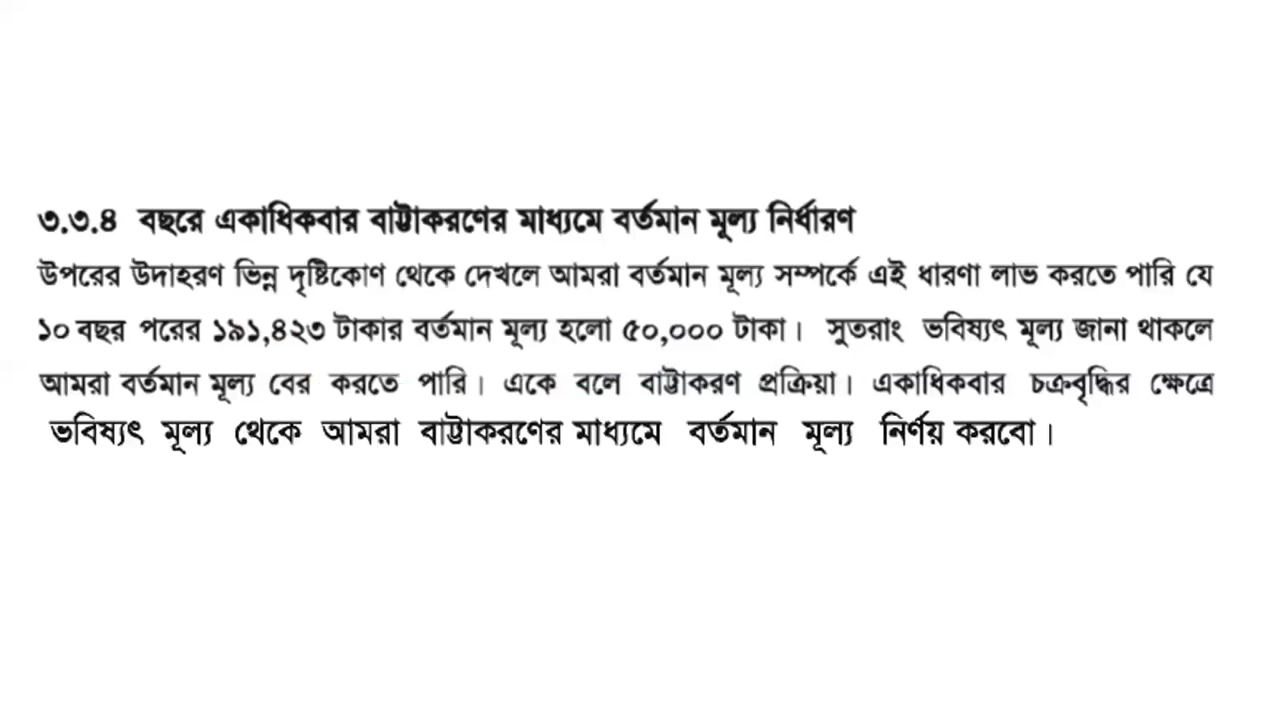 ৩.৩.৪ বছরে একাধিকবার বাট্টাকরণের মাধ্যমে বর্তমান মূল্য নির্ধারণ
উপরের উদাহরণ ভিন্ন দৃষ্টিকোণ থেকে দেখলে আমরা বর্তমান মূল্য সম্পর্কে এই ধারণা লাভ করতে পারি যে
১০ বছর পরের ১৯১,৪২৩ টাকার বর্তমান মূল্য হলো ৫০,০০০ টাকা। সুতরাং ভবিষ্যৎ মূল্য জানা থাকলে
আমরা বর্তমান মূল্য বের করতে পারি। একে বলে বাট্টাকরণ প্রক্রিয়া। একাধিকবার চক্রবৃদ্ধির ক্ষেত্রে
ভবিষ্যৎ মূল্য থেকে আমরা বাট্টাকরণের মাধ্যমে বর্তমান মূল্য নির্ণয় করবো।